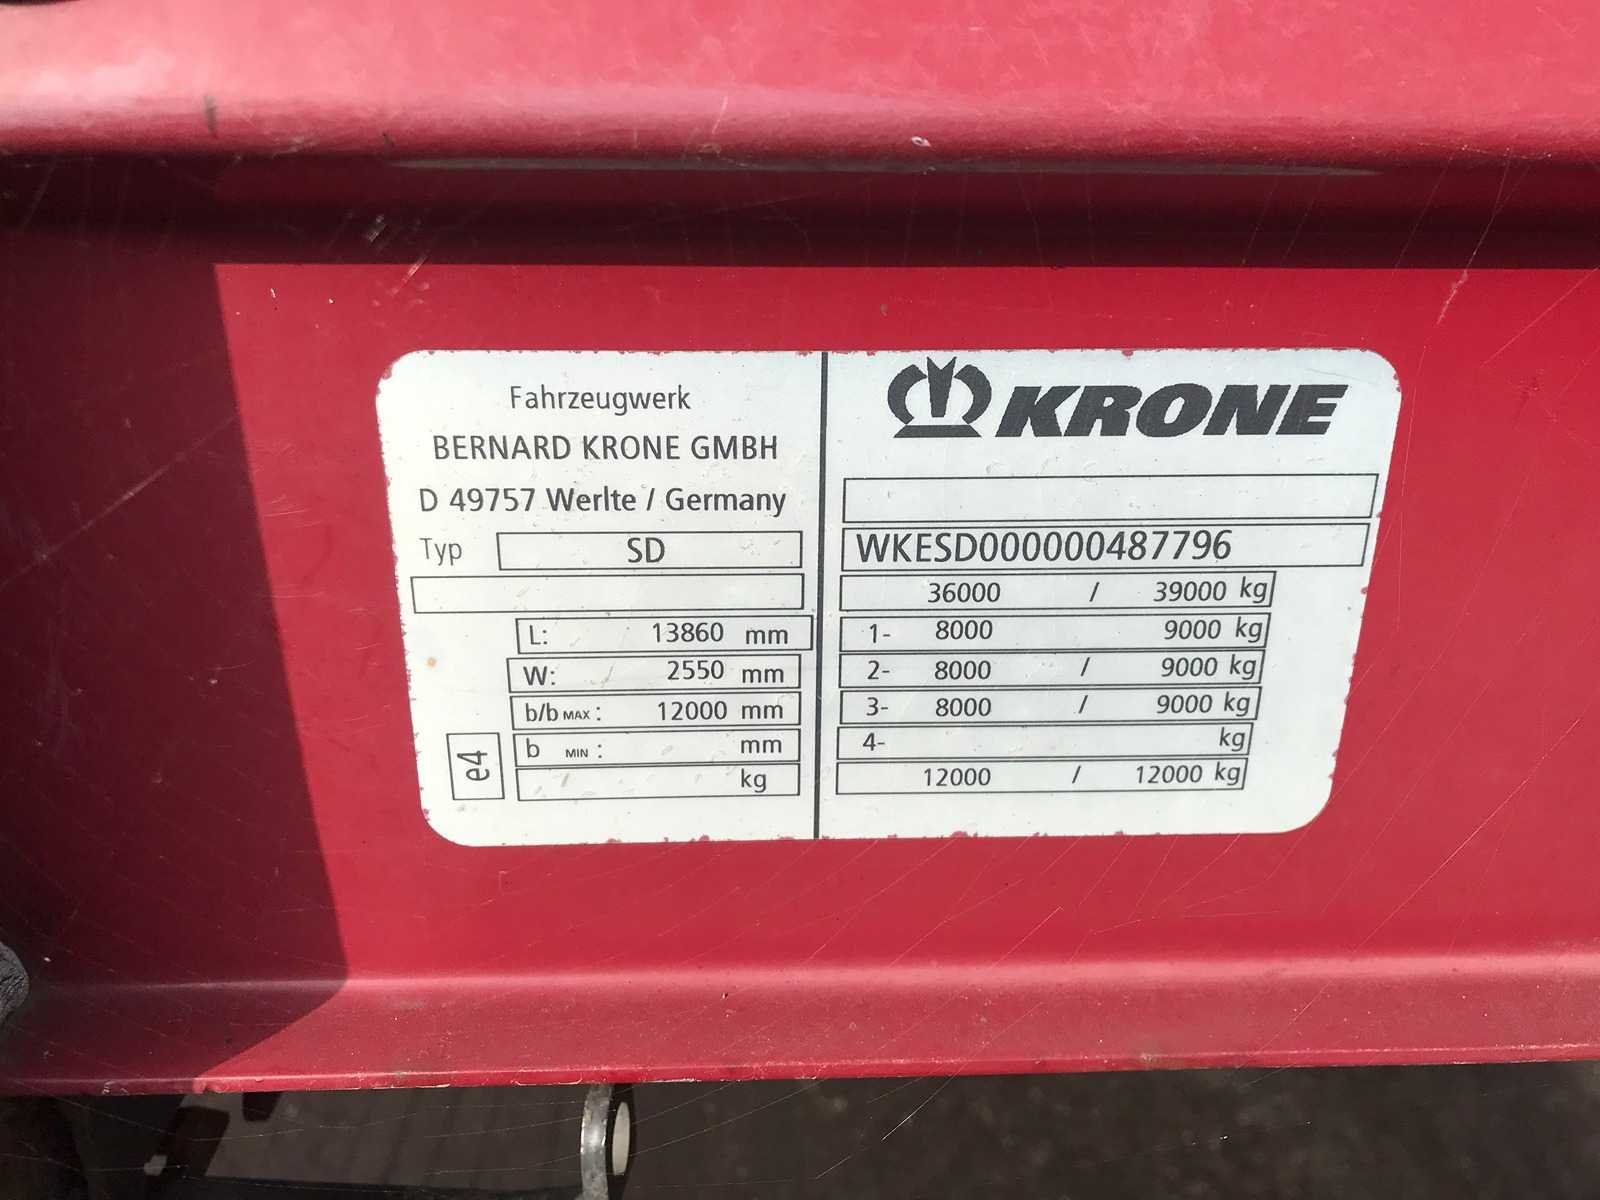 Fahrzeugwerk
BERNARD KRONE GMBH
D 49757 Werlte / Germany
Typ SD
L: 13860 mm
W: 2550 mm
b/b MAX : 12000 mm
b MIN : mm
kg
e4
KRONE
WKESD000000487796
36000 / 39000 kg
1- 8000 9000 kg
2- 8000 / 9000 kg
3- 8000 / 9000 kg
4- kg
12000 / 12000 kg